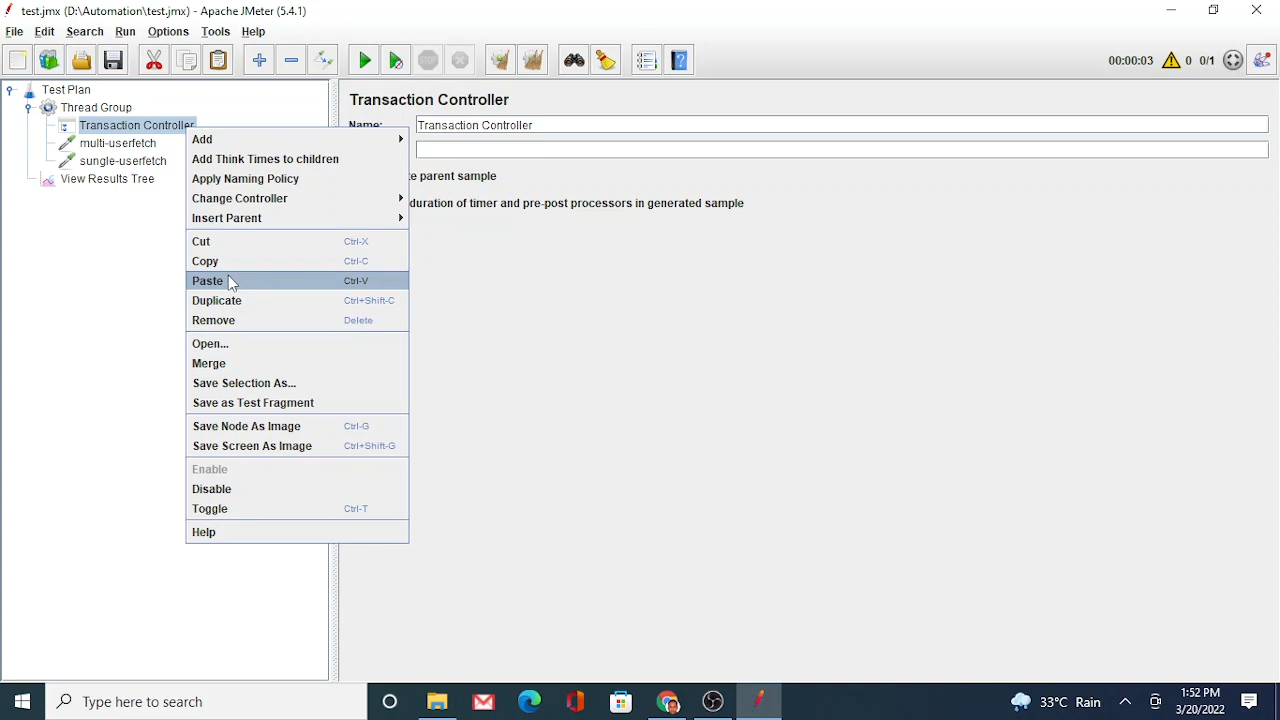 test.jmx (D:\Automation\test.jmx) - Apache JMeter (5.4.1)
File Edit Search Run Options Tools Help
STOP
00:00:03 0 0/1
Test Plan
Thread Group
Transaction Controller
multi-userfetch
sungle-userfetch
View Results Tree
Transaction Controller
Name: Transaction Controller
te parent sample
duration of timer and pre-post processors in generated sample
Add
Add Think Times to children
Apply Naming Policy
Change Controller
Insert Parent
Cut Ctrl-X
Copy Ctrl-C
Paste Ctrl-V
Duplicate Ctrl+Shift-C
Remove Delete
Open...
Merge
Save Selection As...
Save as Test Fragment
Save Node As Image Ctrl-G
Save Screen As Image Ctrl+Shift-G
Enable
Disable
Toggle Ctrl-T
Help
Type here to search
33°C Rain
1:52 PM
3/20/2022